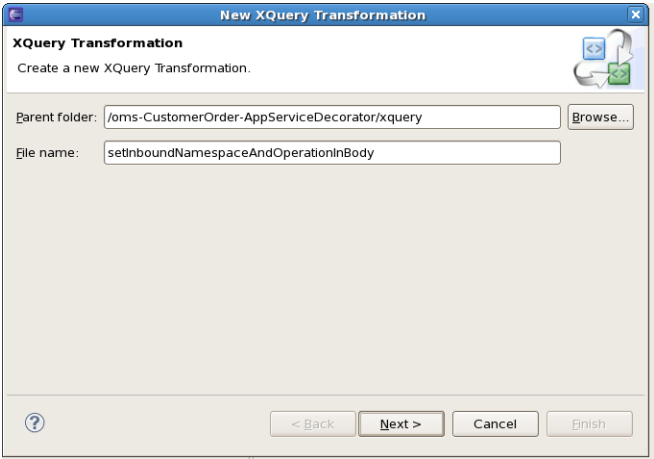 New XQuery Transformation
XQuery Transformation
Create a new XQuery Transformation.
Parent folder: /oms-CustomerOrder-AppServiceDecorator/xquery Browse...
File name: setInboundNamespaceAndOperationInBody
? < Back Next > Cancel Finish